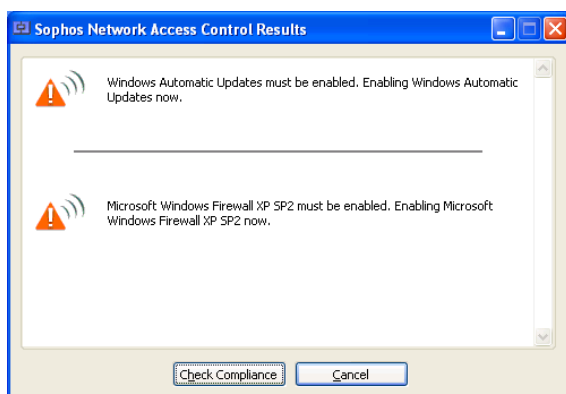 Sophos Network Access Control Results
Windows Automatic Updates must be enabled. Enabling Windows Automatic
Updates now.
Microsoft Windows Firewall XP SP2 must be enabled. Enabling Microsoft
Windows Firewall XP SP2 now.
Check Compliance
Cancel